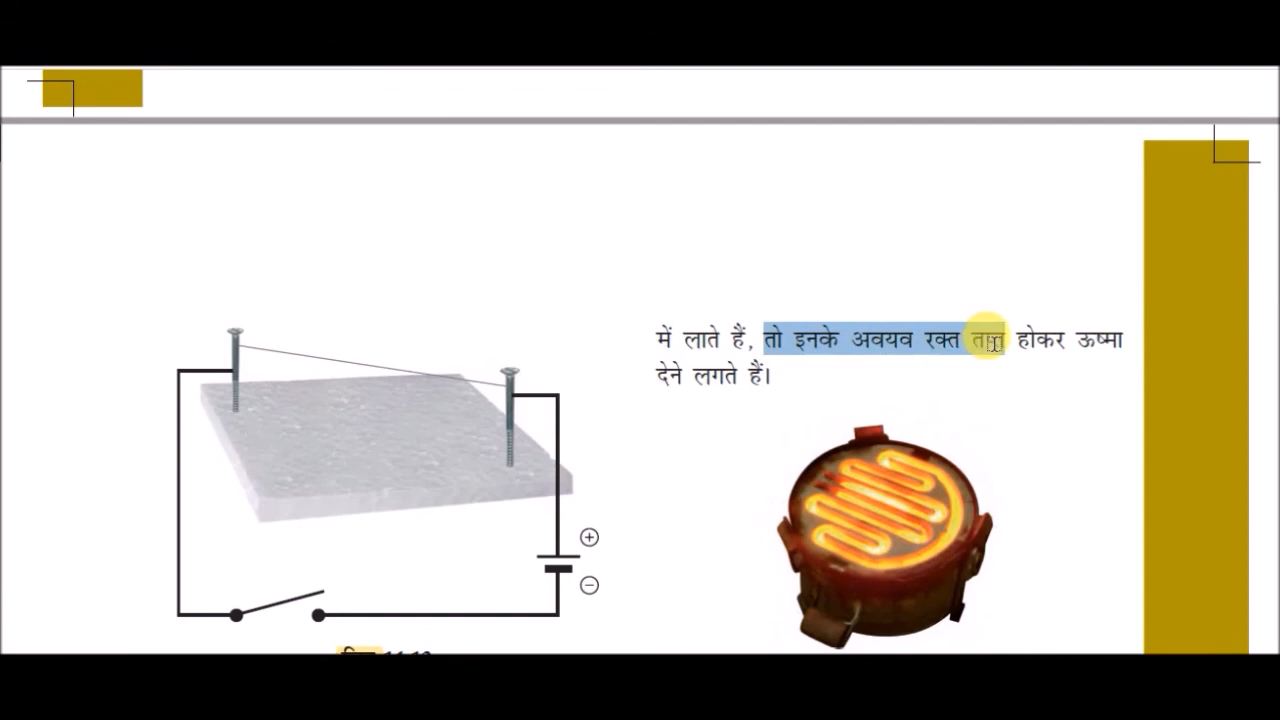 में लाते हैं, तो इनके अवयव रक्त तप्त होकर ऊष्मा
देने लगते हैं।
+
−